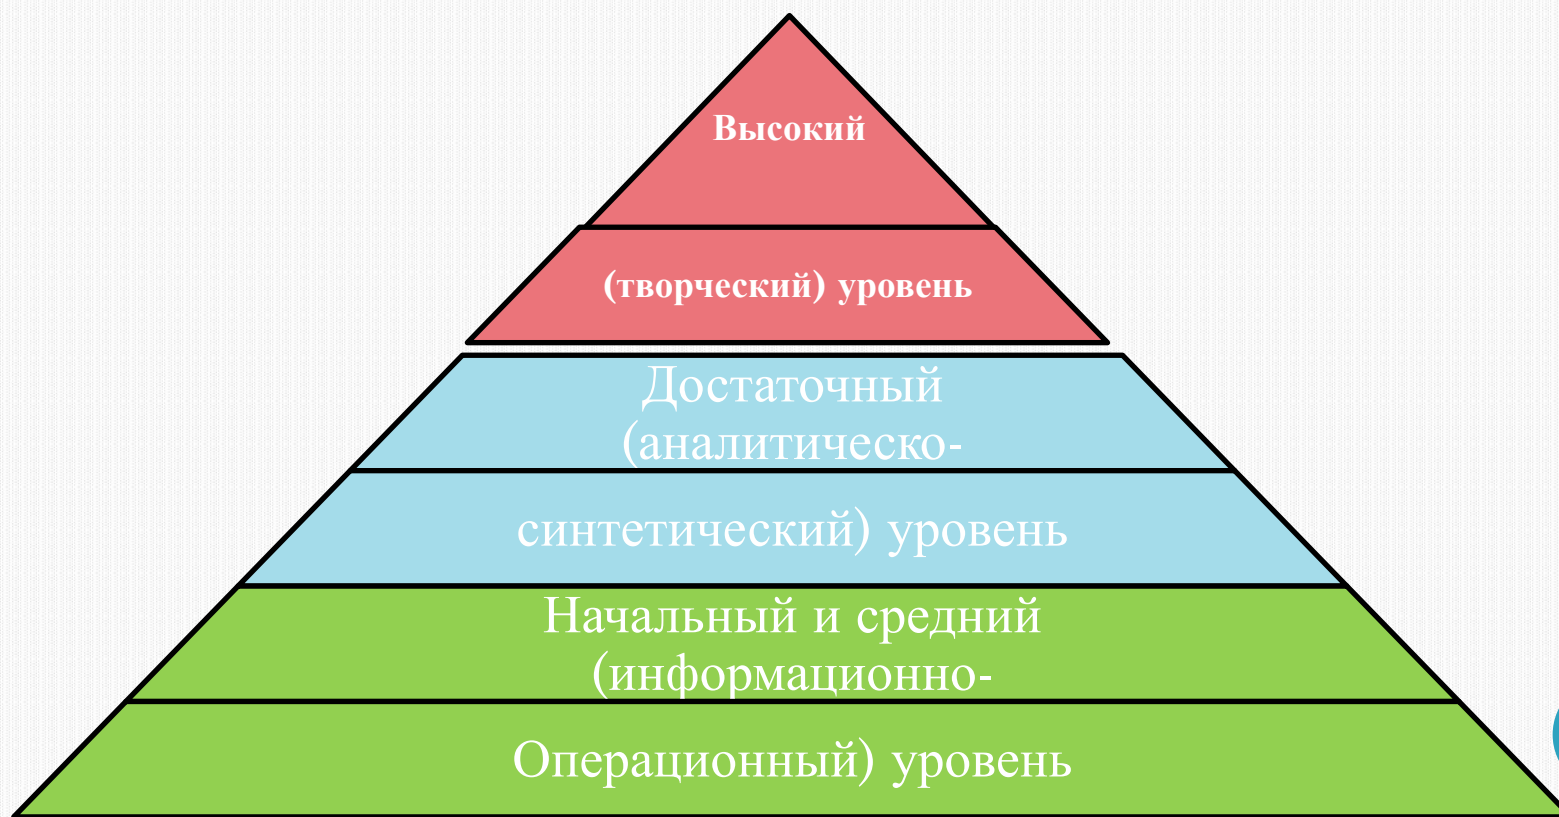 Высокий
(творческий) уровень
Достаточный
(аналитическо-
синтетический) уровень
Начальный и средний
(информационно-
Операционный) уровень